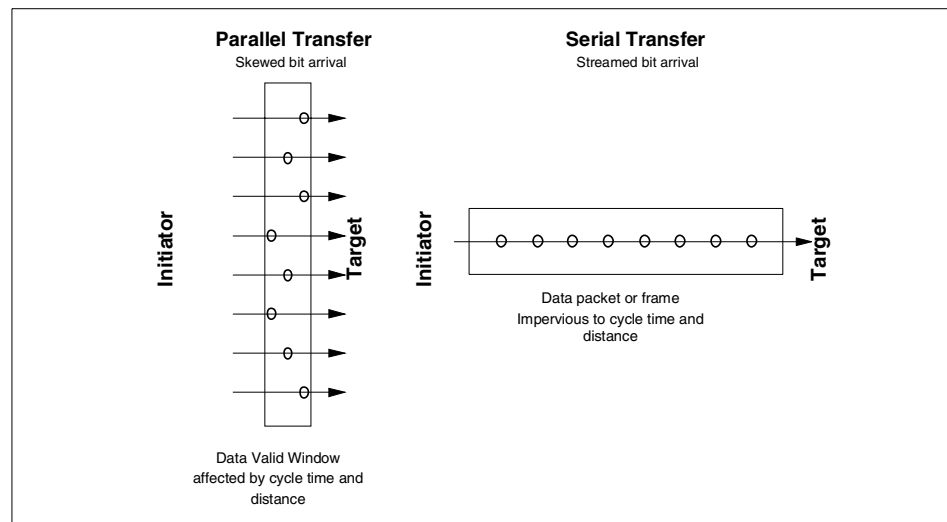 Parallel Transfer
Skewed bit arrival
Initiator
Target
Data Valid Window
affected by cycle time and
distance
Serial Transfer
Streamed bit arrival
Initiator
Target
Data packet or frame
Impervious to cycle time and
distance